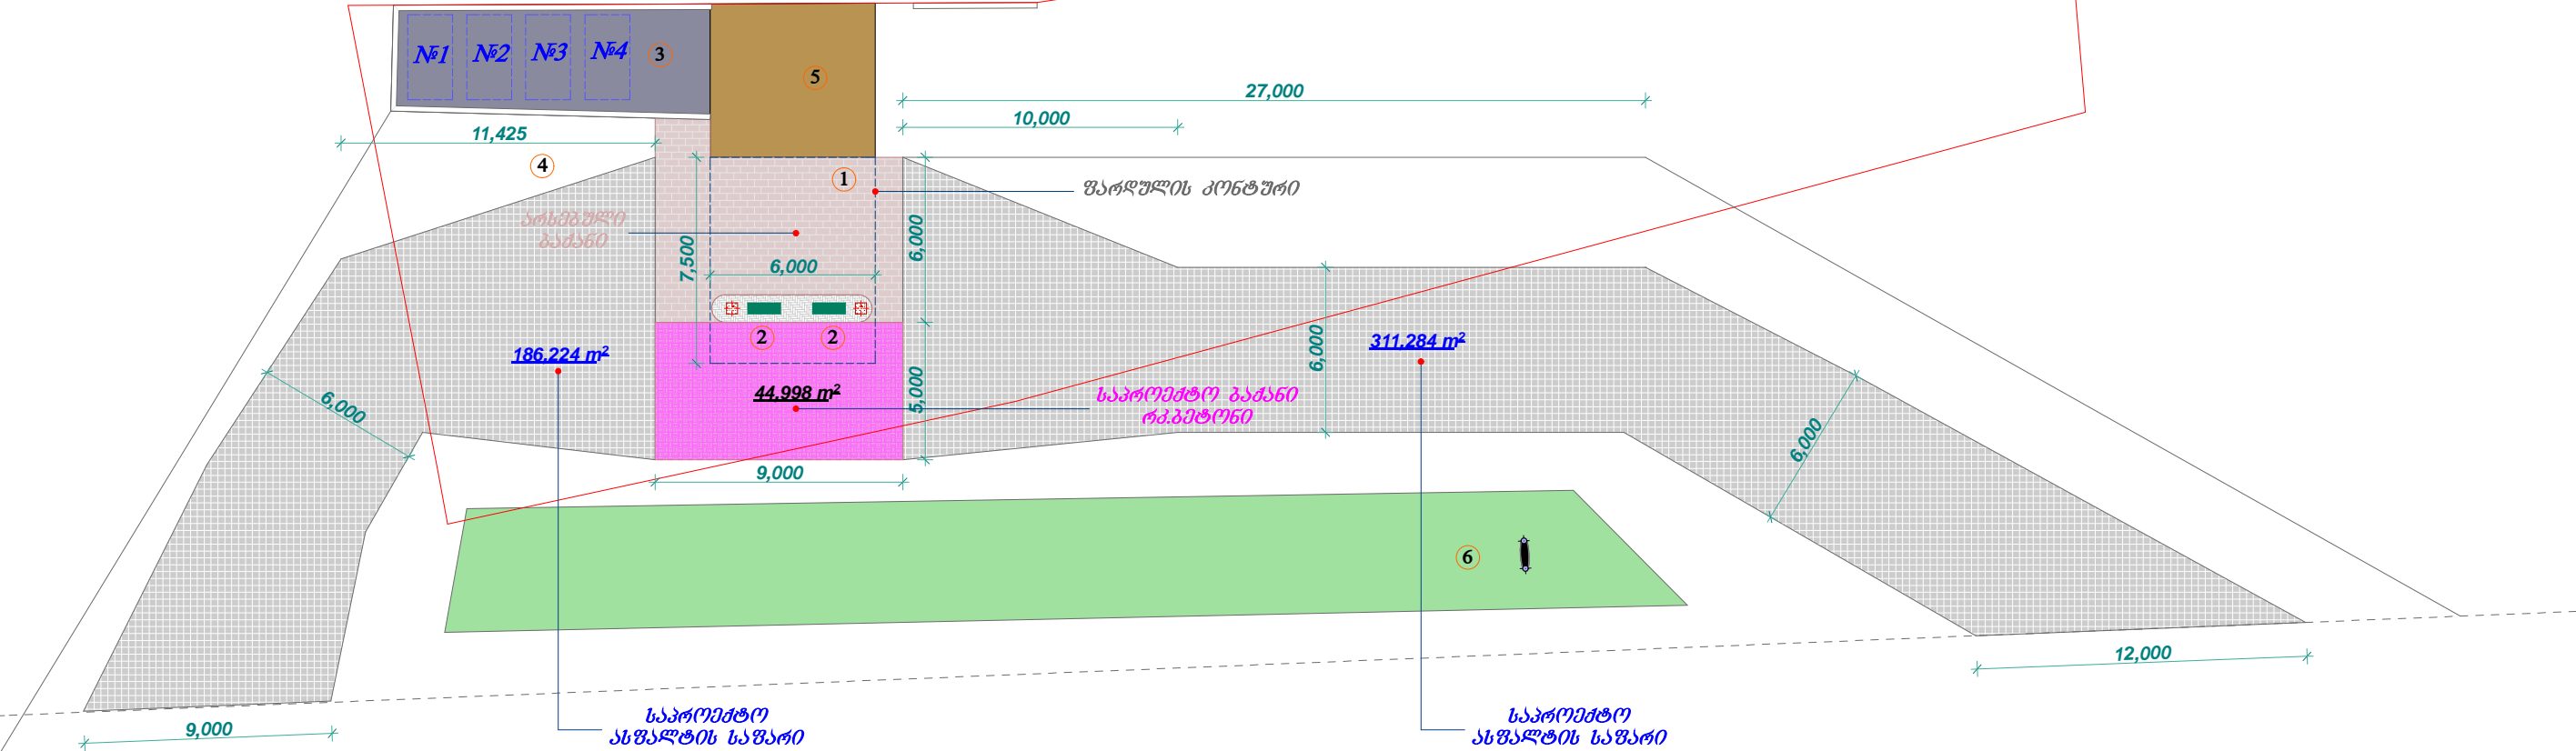 №1 №2 №3 №4 3
5
27,000
10,000
11,425
4
1
ფარდულის კონტური
არსებული
ბაქანი
6,000
7,500
6,000
2 2
186.224 m²
311.284 m²
6,000
44.998 m²
5,000
საპროექტო ბაქანი
რკ.ბეტონი
6,000
6,000
9,000
6
12,000
საპროექტო
ასფალტის საფარი
საპროექტო
ასფალტის საფარი
9,000